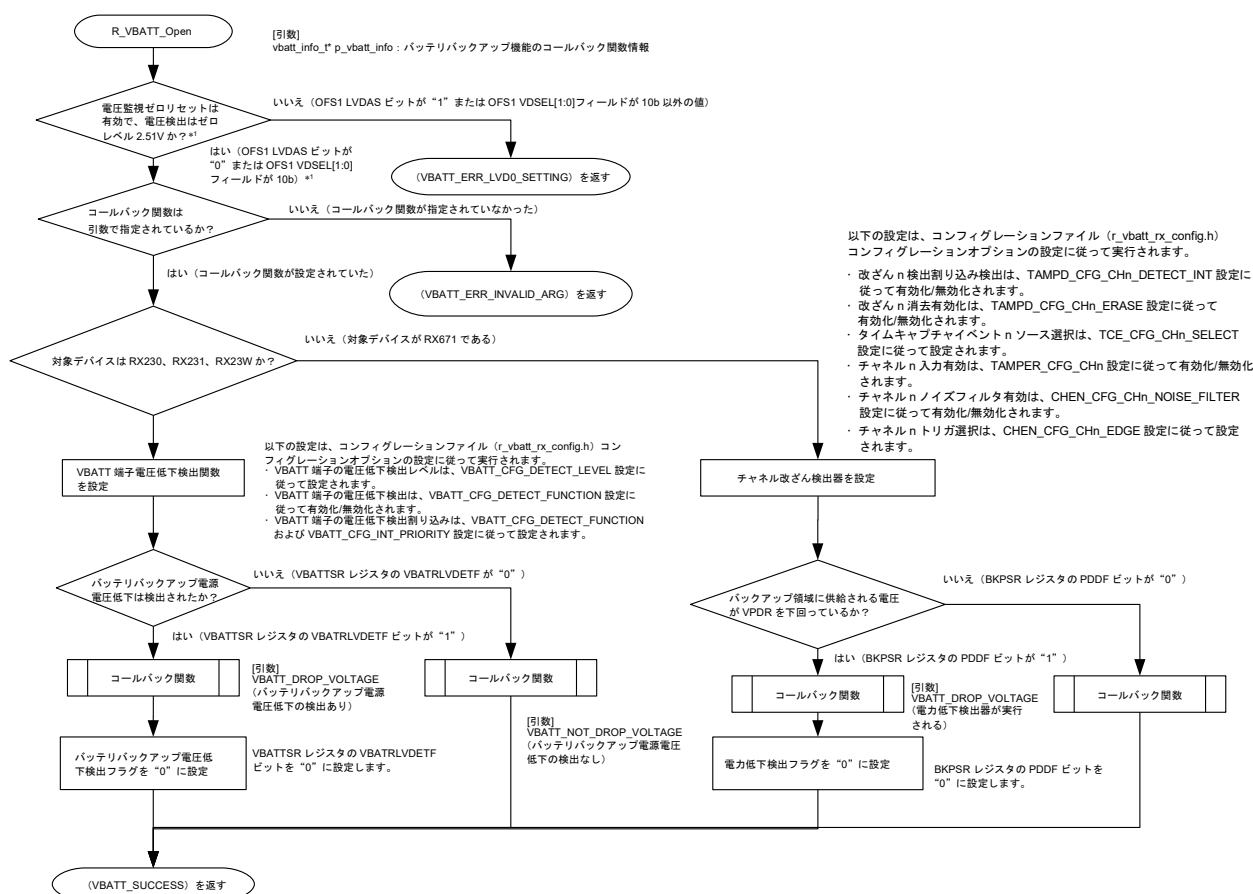 R_VBATT_Open
[引数]
vbatt_info_t* p_vbatt_info：バッテリバックアップ機能のコールバック関数情報
電圧監視ゼロリセットは
有効で、電圧検出はゼロ
レベル 2.51V か？*1
いいえ（OFS1 LVDAS ビットが“1”または OFS1 VDSEL[1:0]フィールドが 10b 以外の値）
はい（OFS1 LVDAS ビットが
“0”または OFS1 VDSEL[1:0]
フィールドが 10b）*1
（VBATT_ERR_LVD0_SETTING）を返す
コールバック関数は
引数で指定されているか？
いいえ（コールバック関数が指定されていなかった）
はい（コールバック関数が設定されていた）
（VBATT_ERR_INVALID_ARG）を返す
以下の設定は、コンフィグレーションファイル（r_vbatt_rx_config.h）
コンフィグレーションオプションの設定に従って実行されます。
· 改ざん n 検出割り込み検出は、TAMPD_CFG_CHn_DETECT_INT 設定に
従って有効化/無効化されます。
· 改ざん n 消去有効化は、TAMPD_CFG_CHn_ERASE 設定に従って
有効化/無効化されます。
· タイムキャプチャイベント n ソース選択は、TCE_CFG_CHn_SELECT
設定に従って設定されます。
· チャネル n 入力有効は、TAMPER_CFG_CHn 設定に従って有効化/無効化
されます。
· チャネル n ノイズフィルタ有効は、CHEN_CFG_CHn_NOISE_FILTER
設定に従って有効化/無効化されます。
· チャネル n トリガ選択は、CHEN_CFG_CHn_EDGE 設定に従って設定
されます。
対象デバイスは RX230、RX231、RX23W か？
いいえ（対象デバイスが RX671 である）
はい
VBATT 端子電圧低下検出関数
を設定
以下の設定は、コンフィグレーションファイル（r_vbatt_rx_config.h）コン
フィグレーションオプションの設定に従って実行されます。
· VBATT 端子の電圧低下検出レベルは、VBATT_CFG_DETECT_LEVEL 設定に
従って設定されます。
· VBATT 端子の電圧低下検出は、VBATT_CFG_DETECT_FUNCTION 設定に
従って有効化/無効化されます。
· VBATT 端子の電圧低下検出割り込みは、VBATT_CFG_DETECT_FUNCTION
および VBATT_CFG_INT_PRIORITY 設定に従って設定されます。
チャネル改ざん検出器を設定
バッテリバックアップ電源
電圧低下は検出されたか？
いいえ（VBATTSR レジスタの VBATRLVDETF が“0”）
はい（VBATTSR レジスタの VBATRLVDETF ビットが“1”）
バックアップ領域に供給される電圧
が VPDR を下回っているか？
いいえ（BKPSR レジスタの PDDF ビットが“0”）
はい（BKPSR レジスタの PDDF ビットが“1”）
コールバック関数
[引数]
VBATT_DROP_VOLTAGE
（バッテリバックアップ電源
電圧低下の検出あり）
コールバック関数
[引数]
VBATT_NOT_DROP_VOLTAGE
（バッテリバックアップ電源電圧
低下の検出なし）
コールバック関数
[引数]
VBATT_DROP_VOLTAGE
（電力低下検出器が実行
される）
コールバック関数
バッテリバックアップ電圧低
下検出フラグを“0”に設定
VBATTSR レジスタの VBATRLVDETF
ビットを“0”に設定します。
電力低下検出フラグを“0”に設定
BKPSR レジスタの PDDF ビットを
“0”に設定します。
（VBATT_SUCCESS）を返す